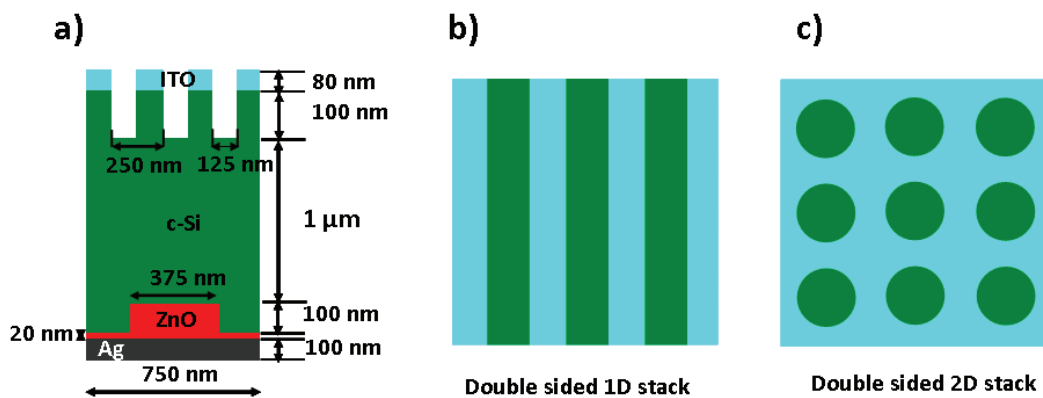 a)
b)
c)
ITO
80 nm
100 nm
250 nm
125 nm
c-Si
1 μm
375 nm
ZnO
100 nm
20 nm
Ag
100 nm
750 nm
Double sided 1D stack
Double sided 2D stack